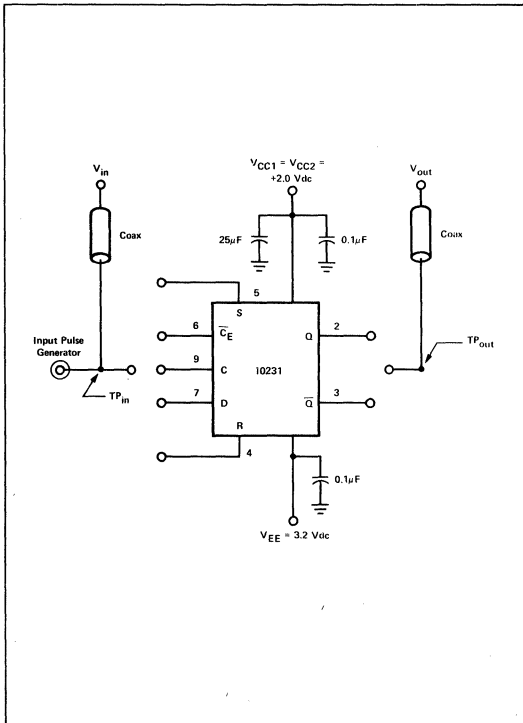 V_CC1 = V_CC2 =
+2.0 Vdc
V_in
V_out
Coax
25μF
0.1μF
Coax
5
S
6
C̅_E
Q
2
Input Pulse
Generator
9
C
10231
TP_out
TP_in
7
D
Q̅
3
R
4
0.1μF
V_EE = 3.2 Vdc